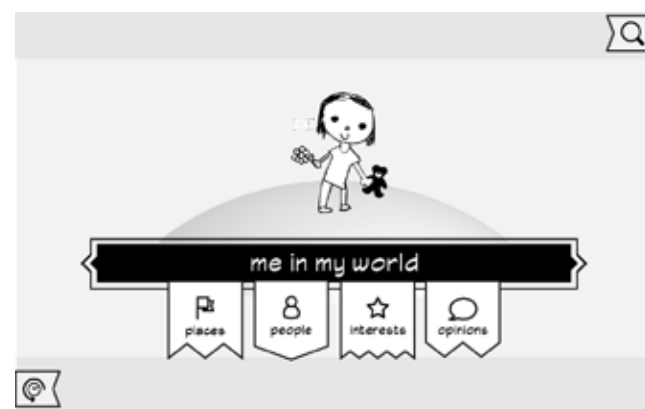 me in my world
places
people
interests
opinions